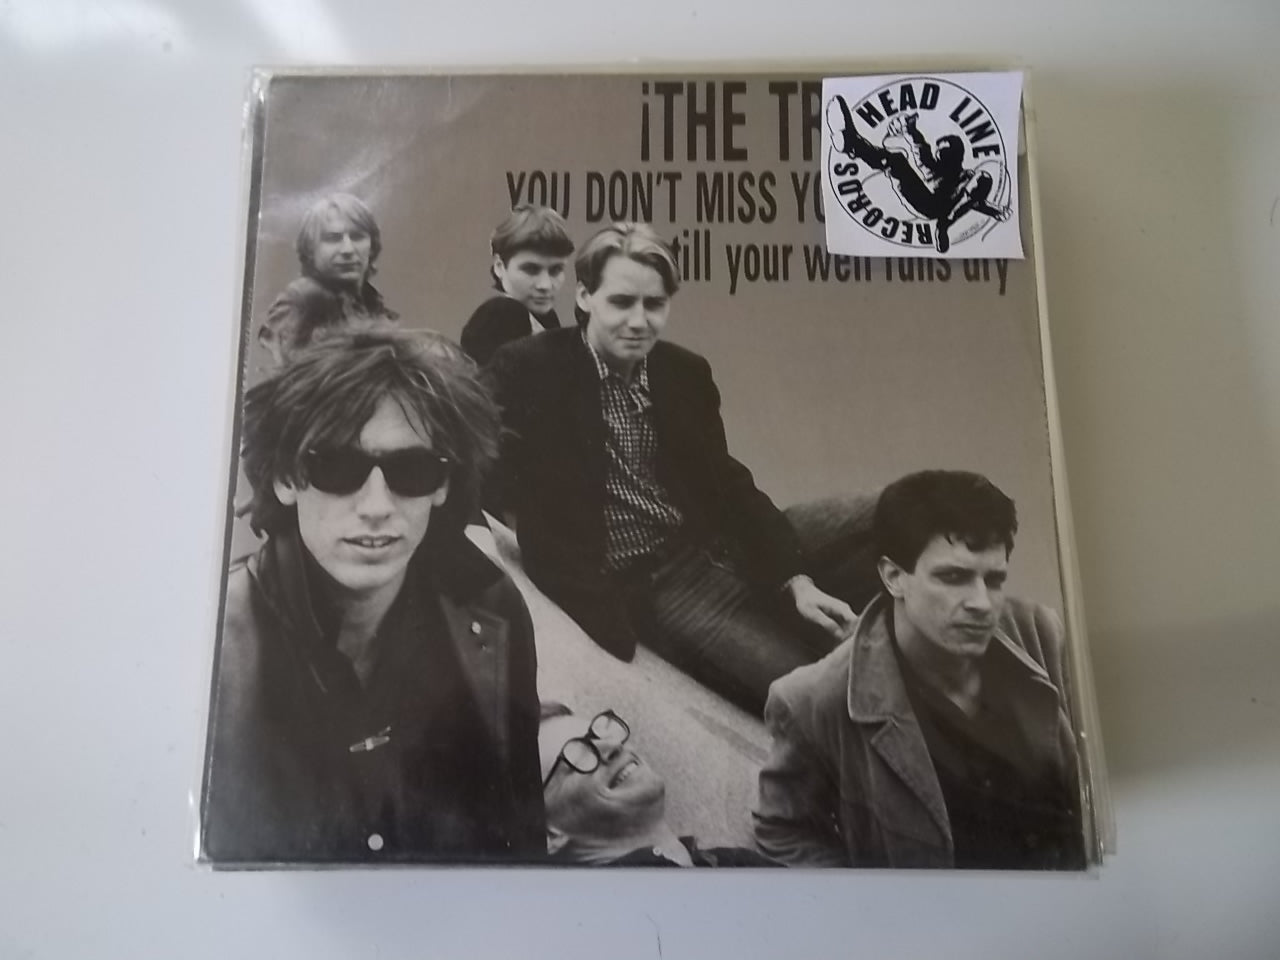 ¡THE TR
YOU DON'T MISS YO
till your well runs dry
HEAD LINE
RECORDS